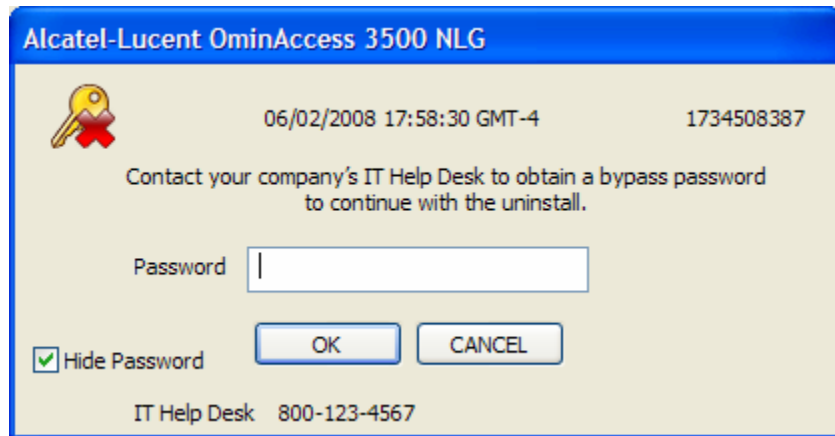 Alcatel-Lucent OminAccess 3500 NLG
06/02/2008 17:58:30 GMT-4 1734508387
Contact your company's IT Help Desk to obtain a bypass password
to continue with the uninstall.
Password
OK CANCEL
Hide Password
IT Help Desk 800-123-4567